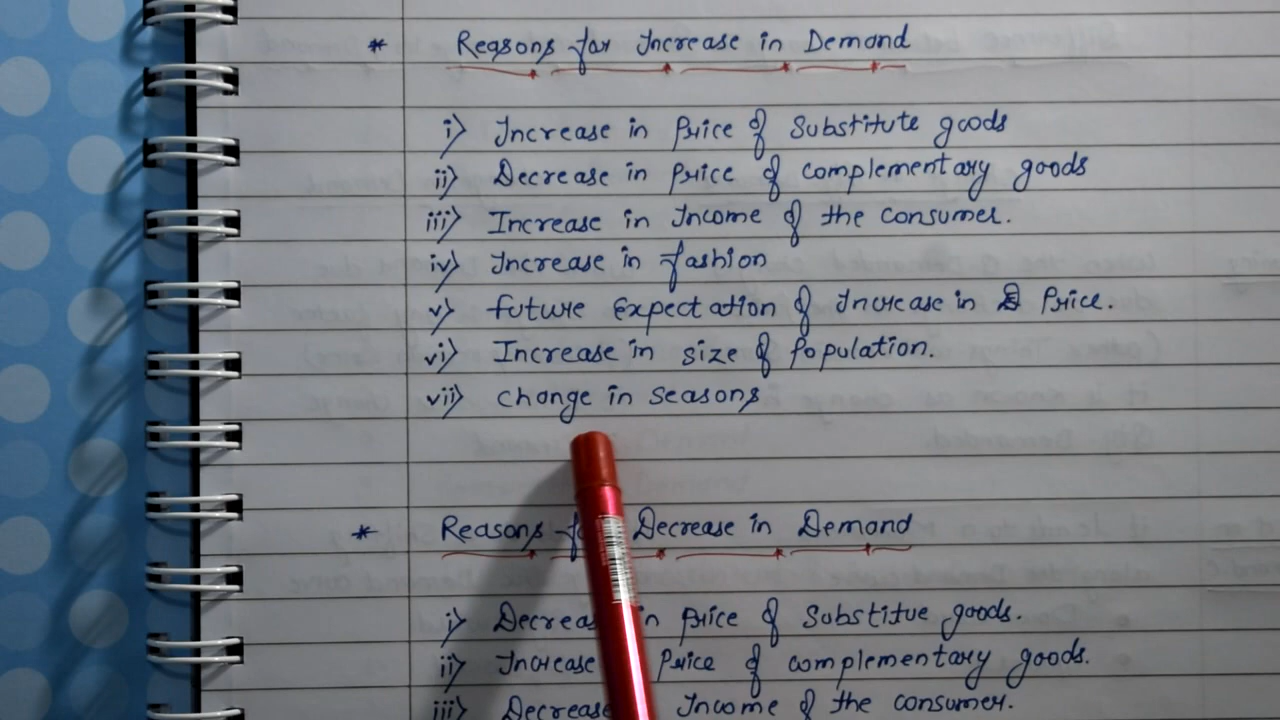 * Reasons for Increase in Demand
i) Increase in Price of Substitute goods
ii) Decrease in Price of complementary goods
iii) Increase in Income of the consumer.
iv) Increase in fashion
v) future Expectation of Increase in Price.
vi) Increase in size of Population.
vii) change in seasons
* Reasons Decrease in Demand
i) Decrea in price of Substitue goods.
ii) Increase Price of complementary goods.
iii) Decrease Income of the consumer.